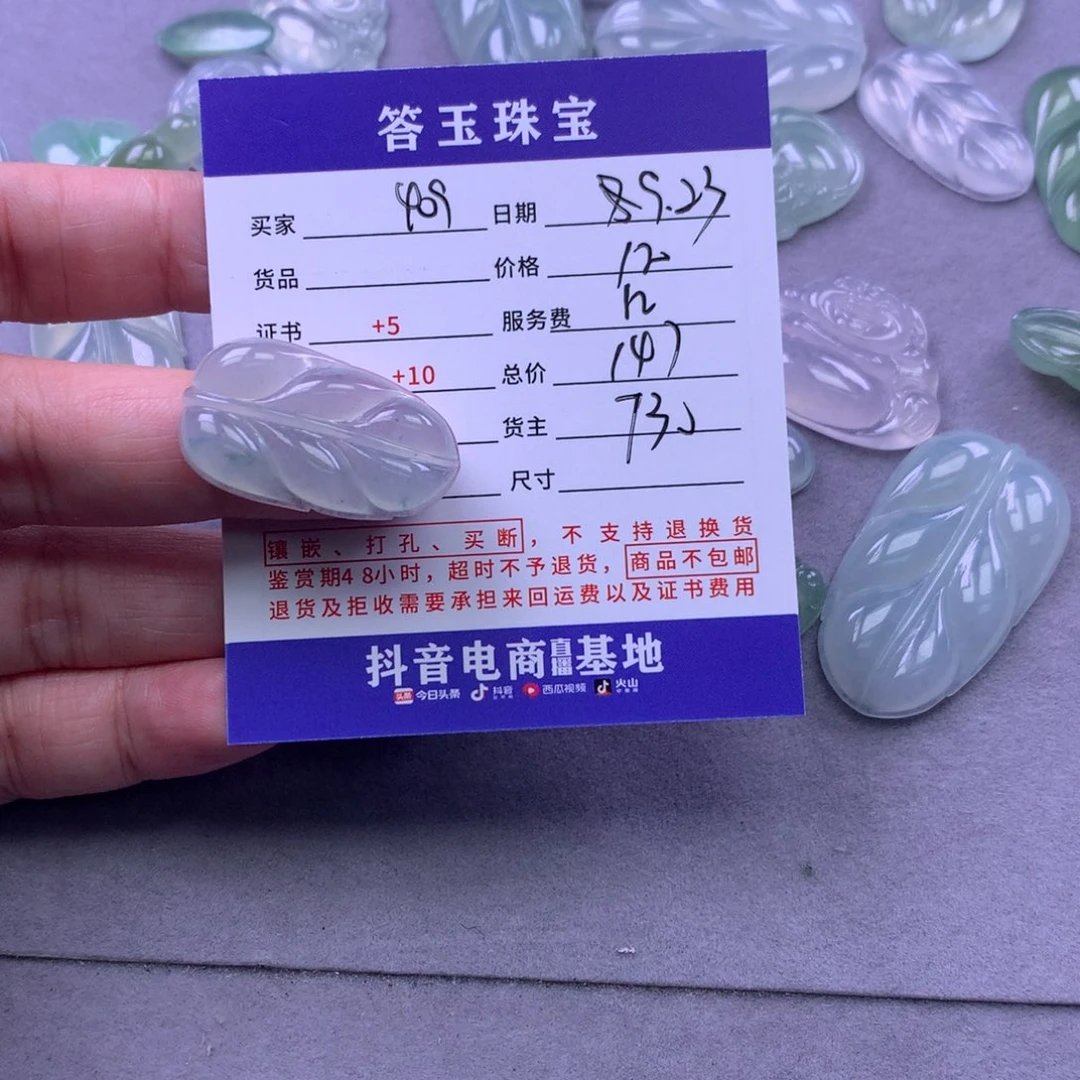 答玉珠宝
买家 409 日期 9.23
货品 价格 120
证书 +5 服务费 12
+10 总价 147
货主 730
尺寸
镶嵌、打孔、买断，不支持退换货
鉴赏期48小时，超时不予退货，商品不包邮
退货及拒收需要承担来回运费以及证书费用
抖音电商直播基地
头条 今日头条 抖音 西瓜视频 火山